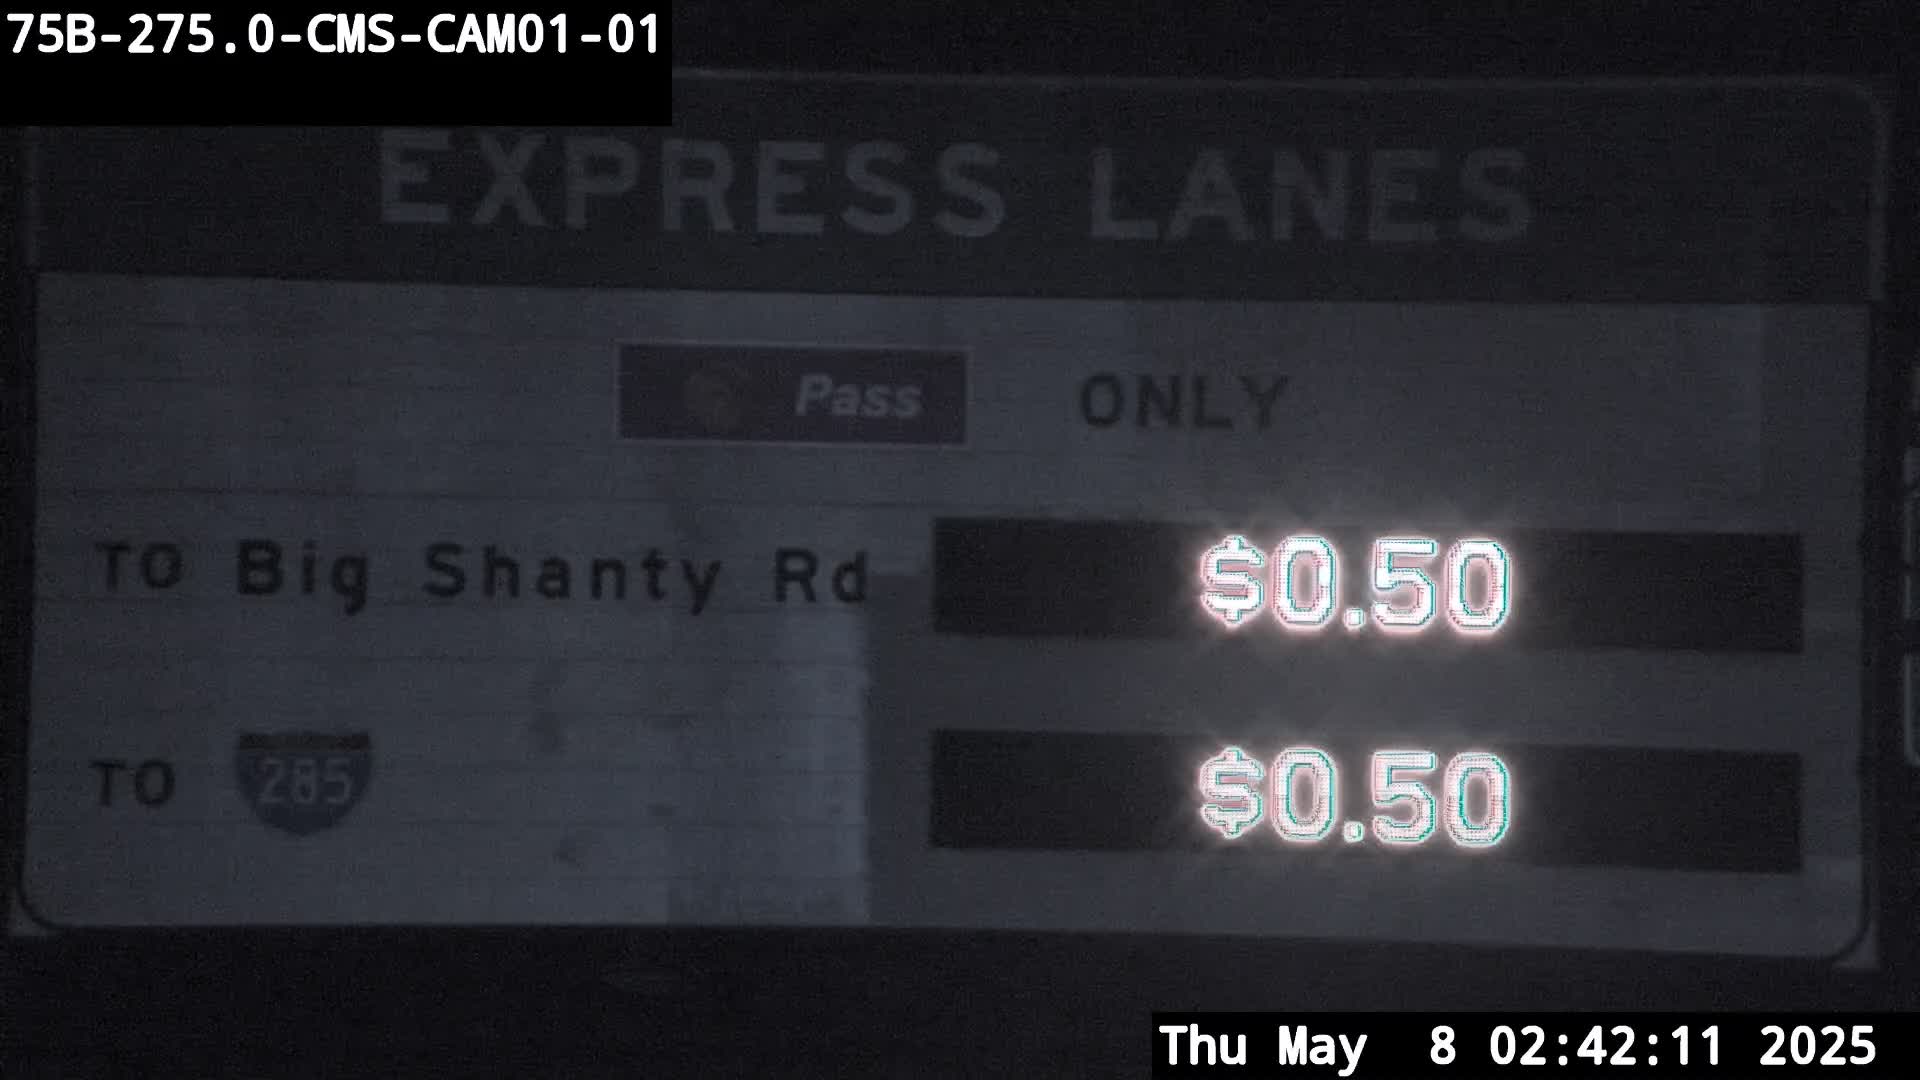 75B-275.0-CMS-CAM01-01
EXPRESS LANES
Pass ONLY
TO Big Shanty Rd $0.50
TO 285 $0.50
Thu May 8 02:42:11 2025